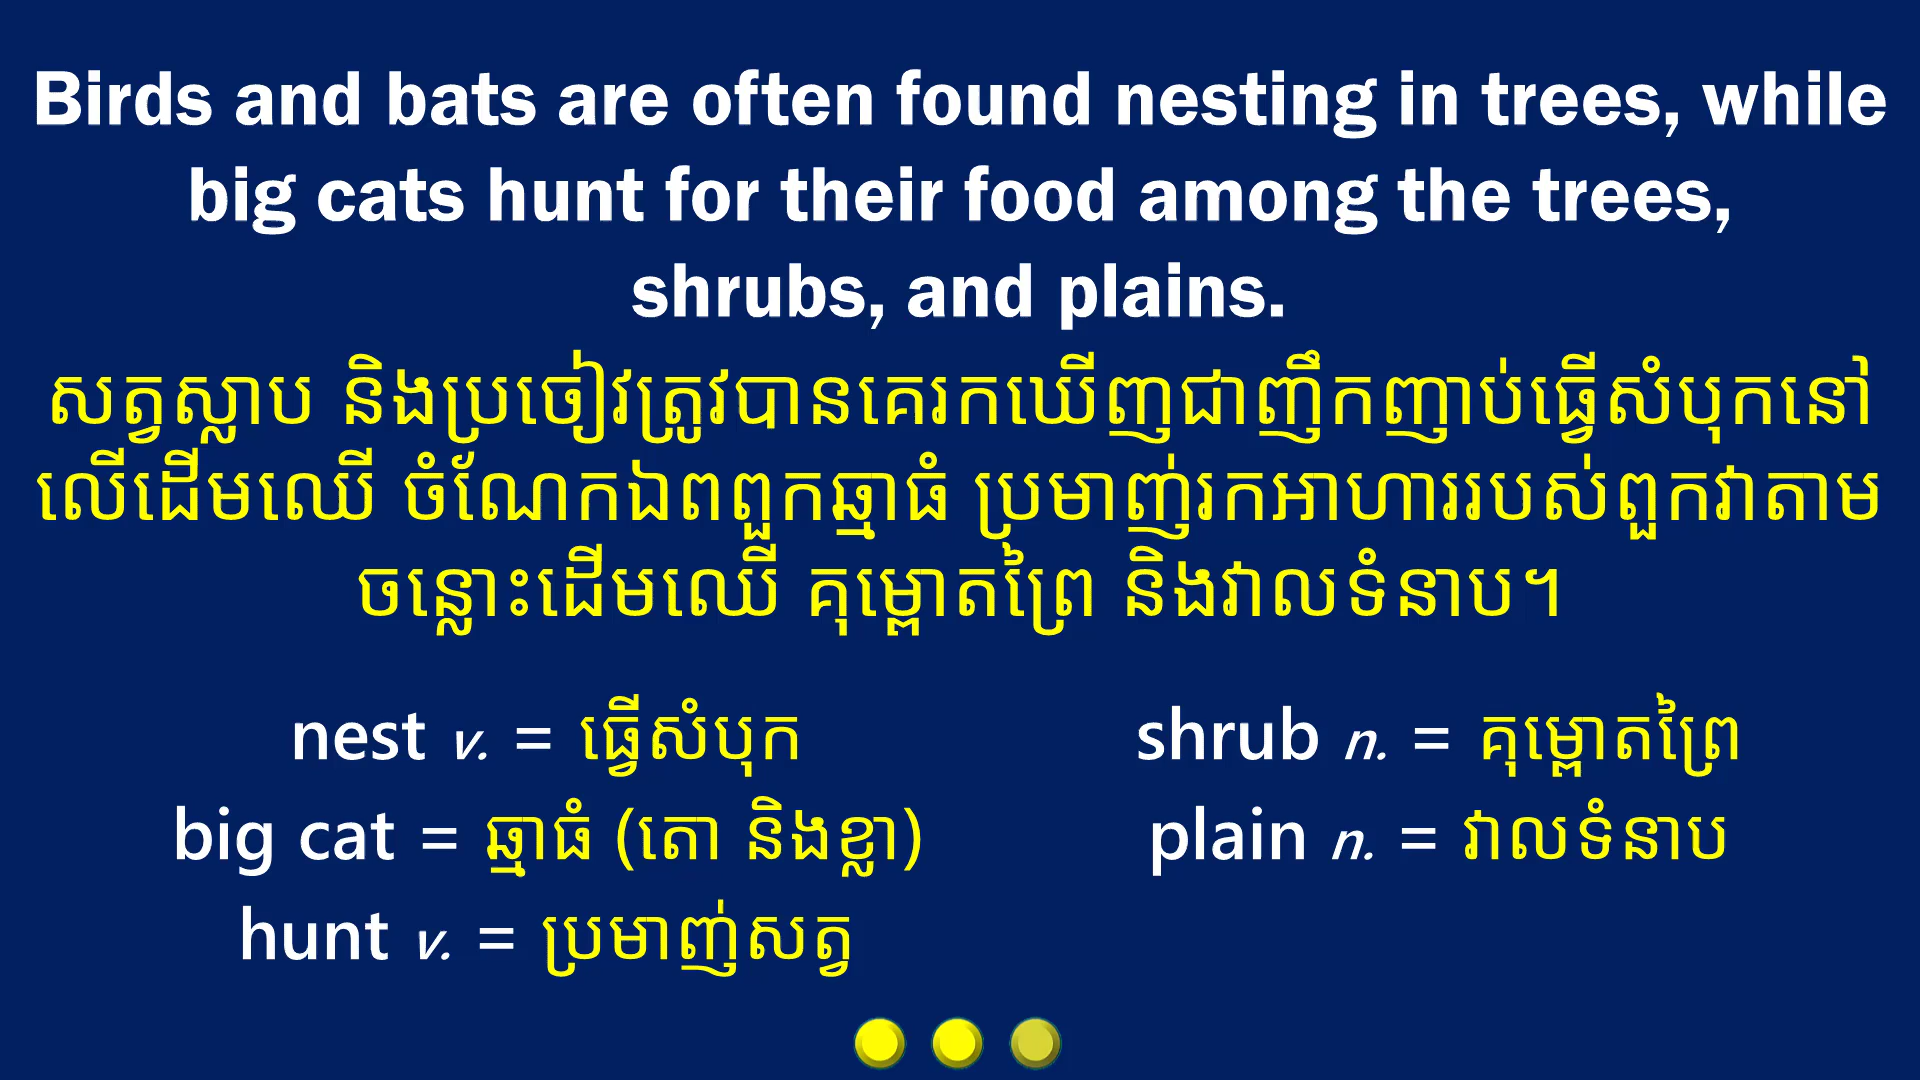 Birds and bats are often found nesting in trees, while
big cats hunt for their food among the trees,
shrubs, and plains.
សត្វស្លាប និងប្រចៀវត្រូវបានគេរកឃើញជាញឹកញាប់ធ្វើសំបុកនៅ
លើដើមឈើ ចំណែកឯពពួកឆ្មាធំ ប្រមាញ់រកអាហាររបស់ពួកវាតាម
ចន្លោះដើមឈើ គុម្ពោតព្រៃ និងវាលទំនាប។
nest v. = ធ្វើសំបុក
big cat = ឆ្មាធំ (តោ និងខ្លា)
hunt v. = ប្រមាញ់សត្វ
shrub n. = គុម្ពោតព្រៃ
plain n. = វាលទំនាប